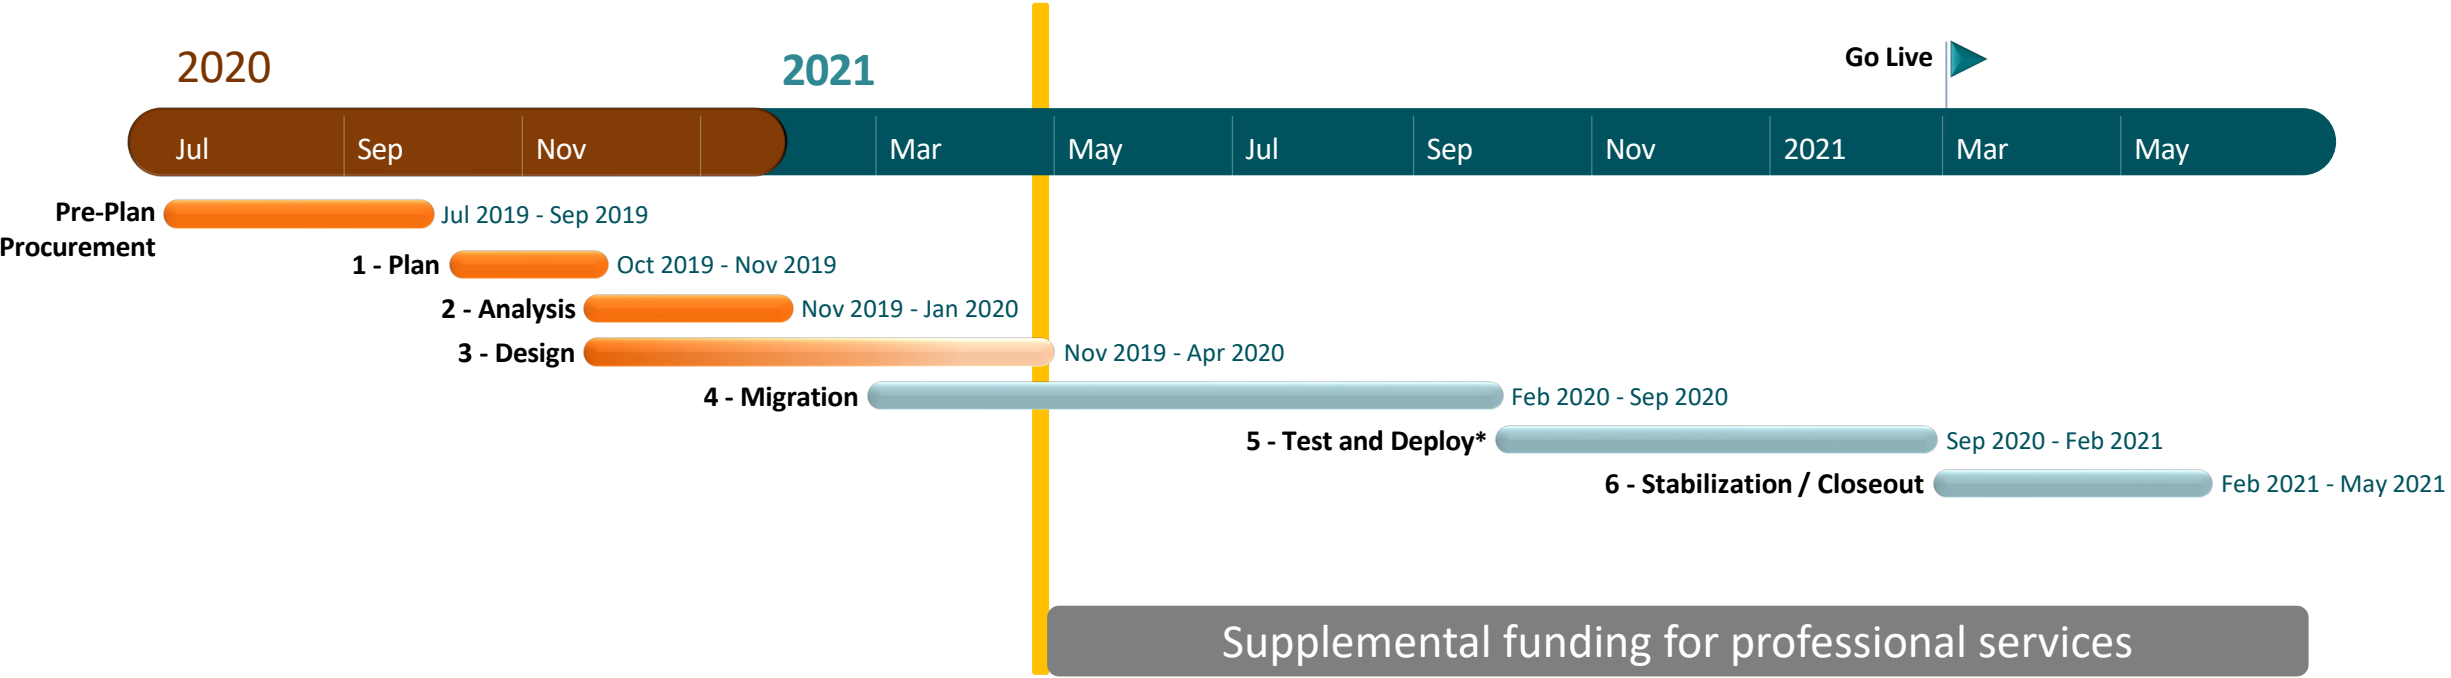 2020
2021
Go Live
Jul
Sep
Nov
Mar
May
Jul
Sep
Nov
2021
Mar
May
Pre-Plan
Procurement
Jul 2019 - Sep 2019
1 - Plan
Oct 2019 - Nov 2019
2 - Analysis
Nov 2019 - Jan 2020
3 - Design
Nov 2019 - Apr 2020
4 - Migration
Feb 2020 - Sep 2020
5 - Test and Deploy*
Sep 2020 - Feb 2021
6 - Stabilization / Closeout
Feb 2021 - May 2021
Supplemental funding for professional services